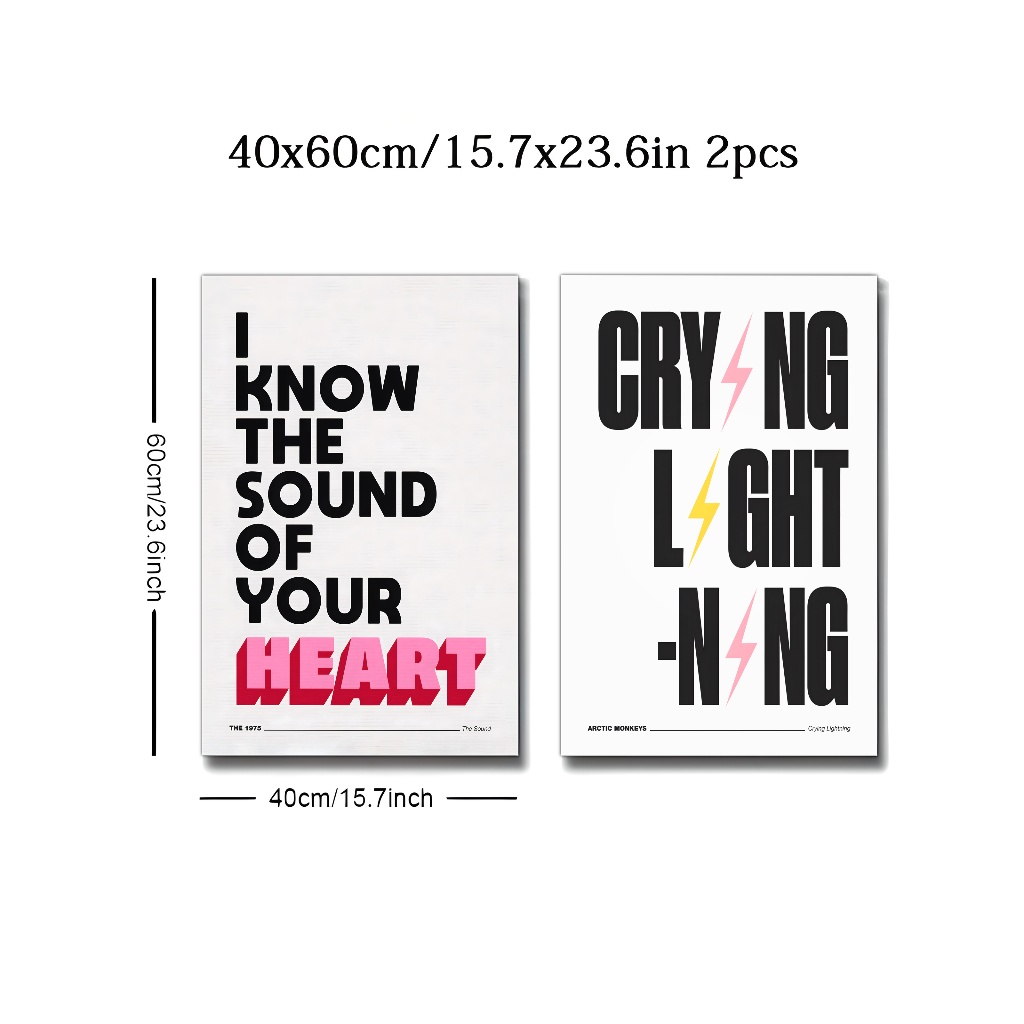 40x60cm/15.7x23.6in 2pcs
60cm/23.6inch
I
KNOW
THE
SOUND
OF
YOUR
HEART
THE 1975 The Sound
CRY NG
L GHT
-N NG
ARCTIC MONKEYS Crying Lightning
40cm/15.7inch